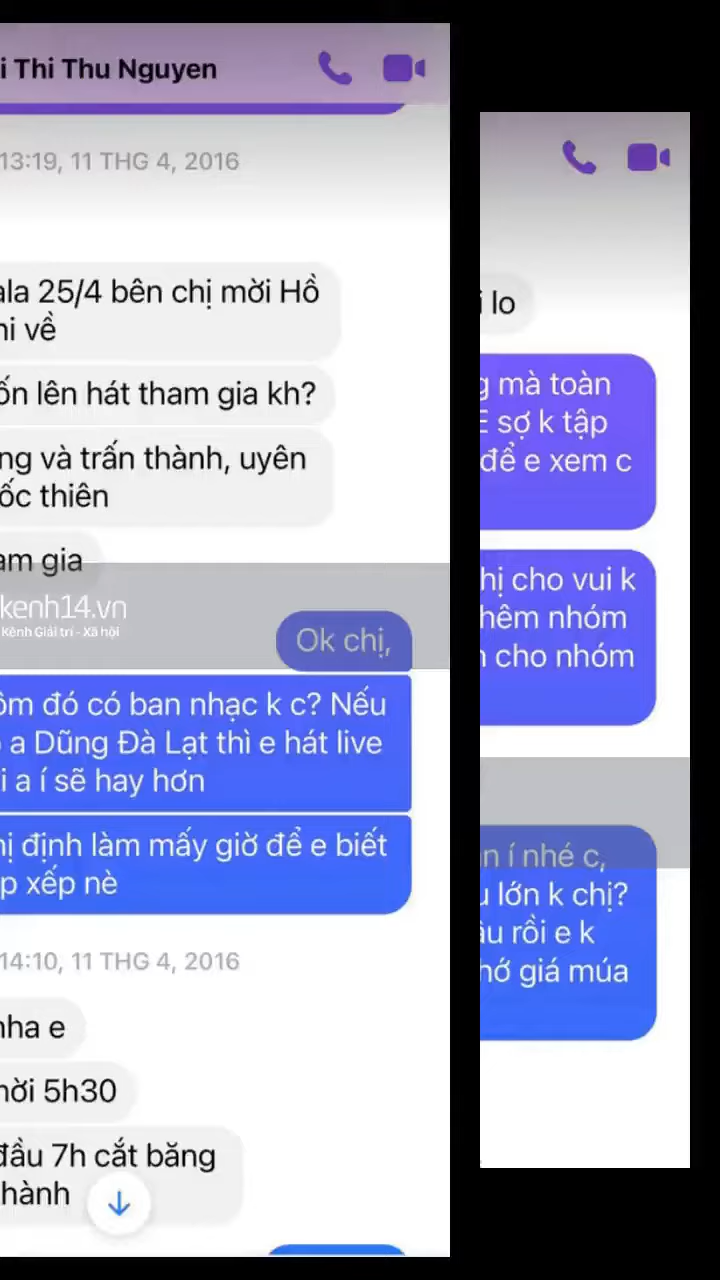 i Thi Thu Nguyen
13:19, 11 THG 4, 2016
ala 25/4 bên chị mời Hồ
ni về
ốn lên hát tham gia kh?
ng và trấn thành, uyên
ốc thiên
am gia
kenh14.vn
Kênh Giải trí - Xã hội
Ok chị,
ôm đó có ban nhạc k c? Nếu
a Dũng Đà Lạt thì e hát live
i a í sẽ hay hơn
ị định làm mấy giờ để e biết
p xếp nè
14:10, 11 THG 4, 2016
nha e
nời 5h30
đầu 7h cắt băng
hành
i lo
g mà toàn
E sợ k tập
để e xem c
hị cho vui k
hêm nhóm
n cho nhóm
n í nhé c,
u lớn k chị?
âu rồi e k
hớ giá múa